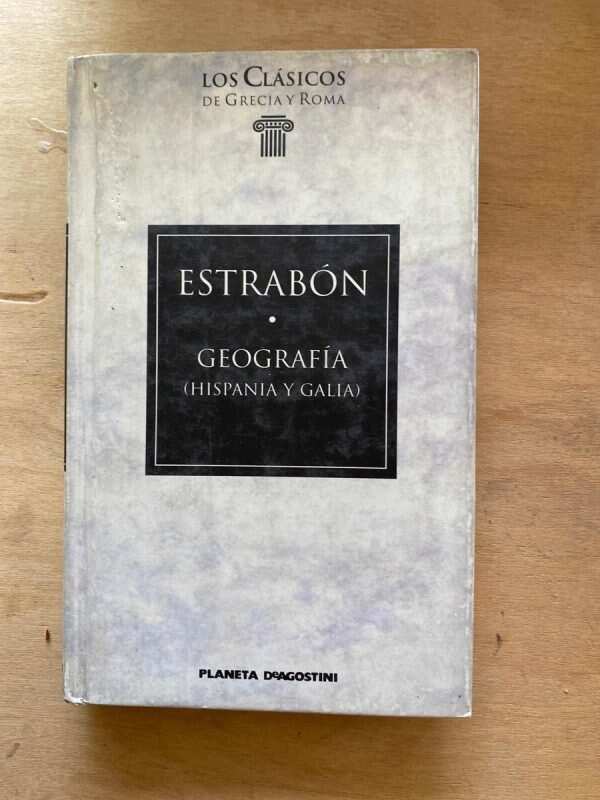 LOS CLÁSICOS
DE GRECIA Y ROMA
ESTRABÓN
•
GEOGRAFÍA
(HISPANIA Y GALIA)
PLANETA DeAGOSTINI